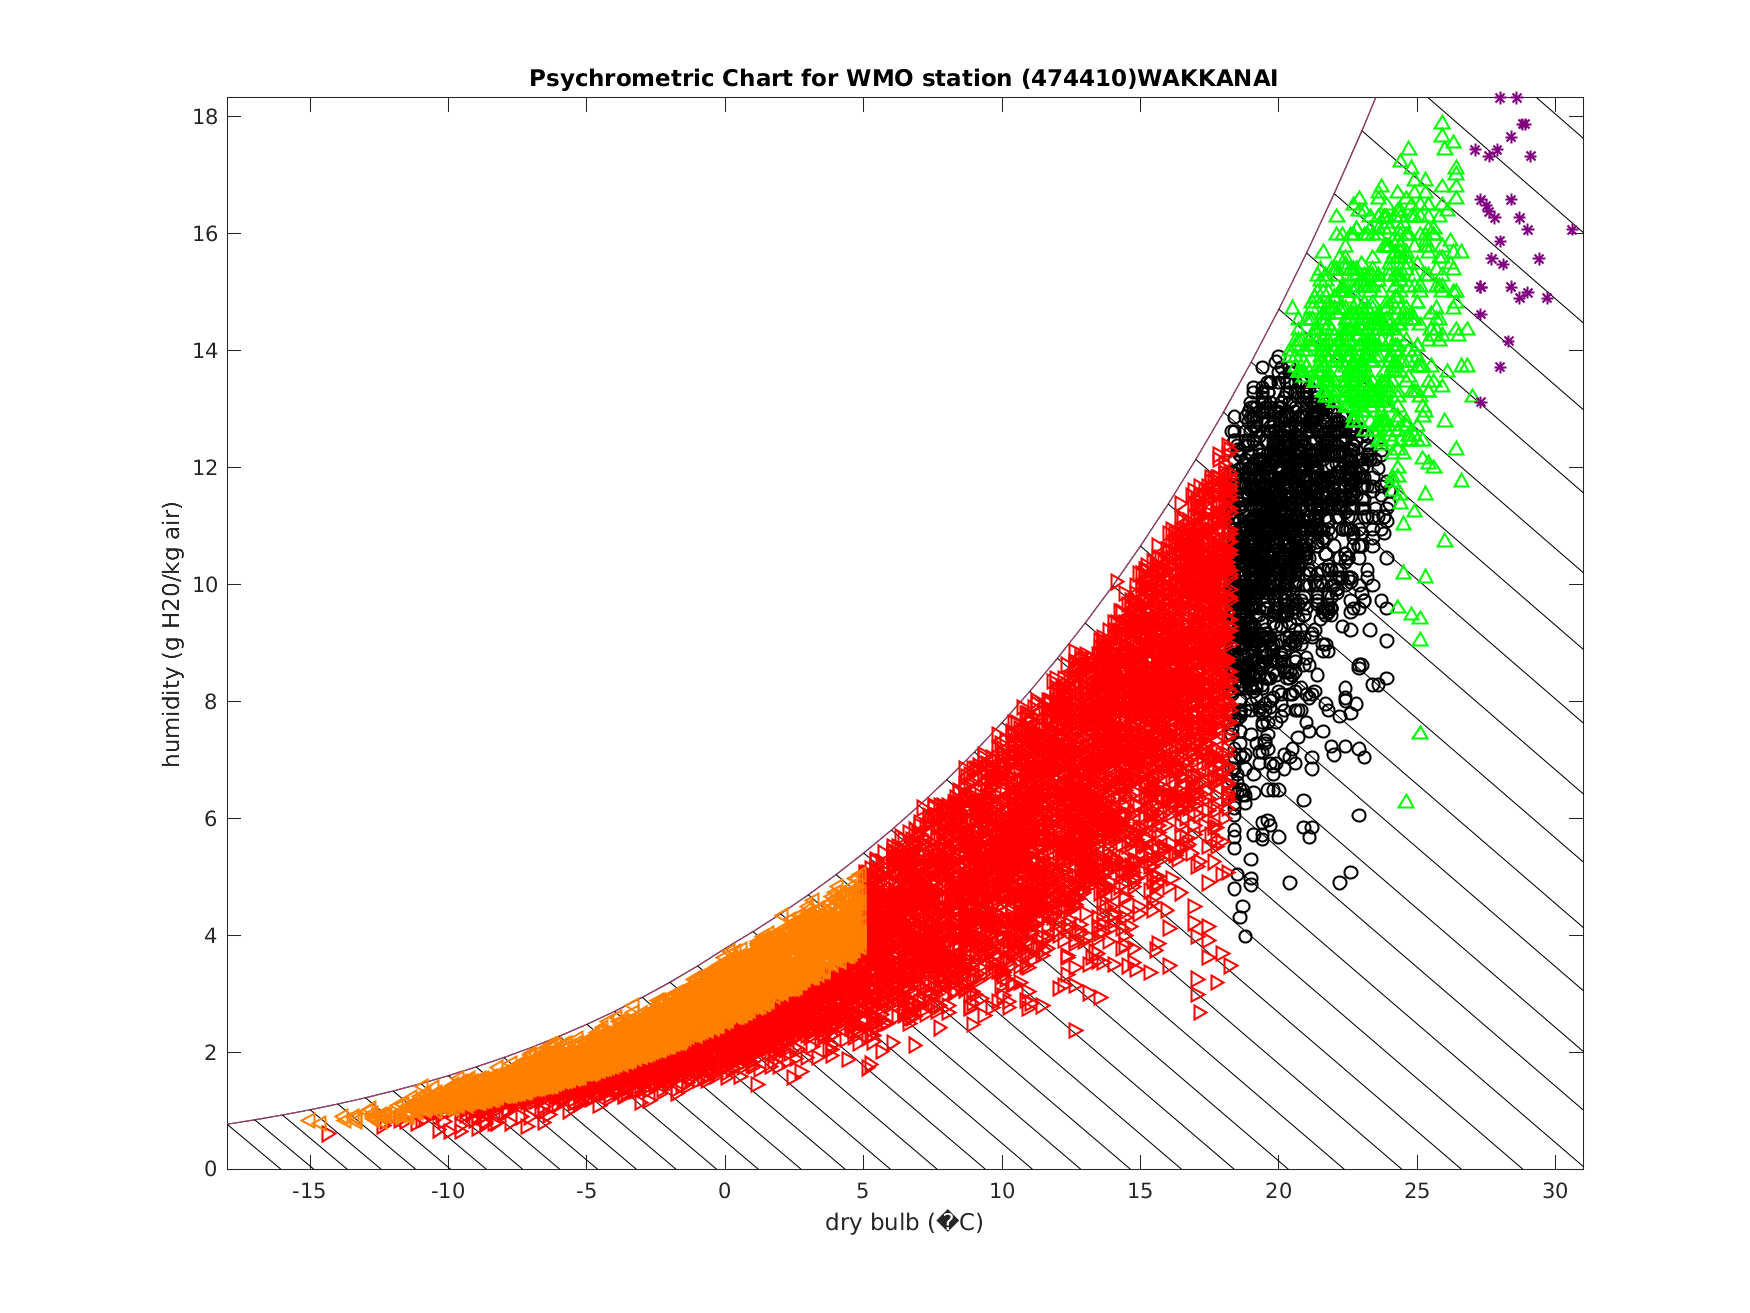 Psychrometric Chart for WMO station (474410)WAKKANAI
humidity (g H20/kg air)
18
16
14
12
10
8
6
4
2
0
-15 -10 -5 0 5 10 15 20 25 30
dry bulb (�C)